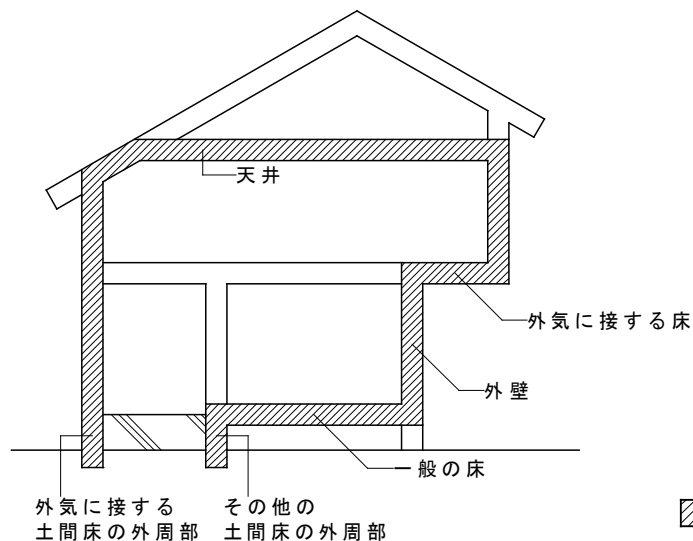 天井
外気に接する床
外壁
一般の床
外気に接する
土間床の外周部
その他の
土間床の外周部